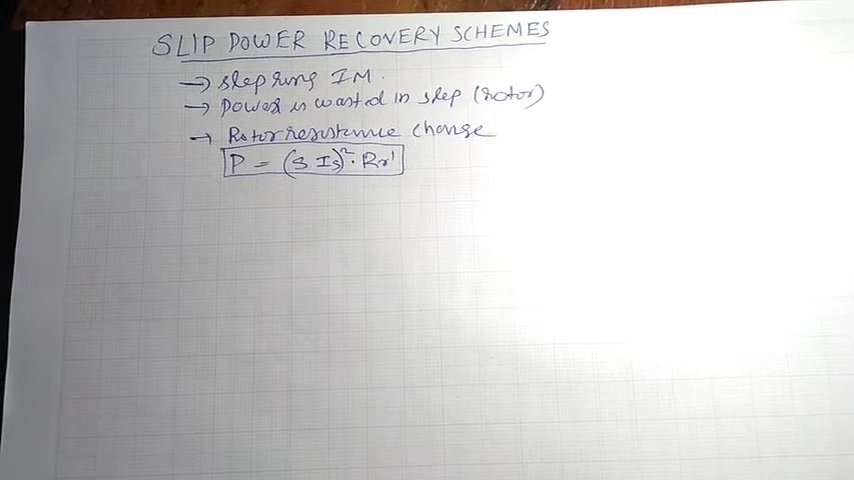 SLIP POWER RECOVERY SCHEMES
→ slip ring IM.
→ power is wasted in slip (rotor)
→ Rotor resistance change
P = (S Is)². Rr'